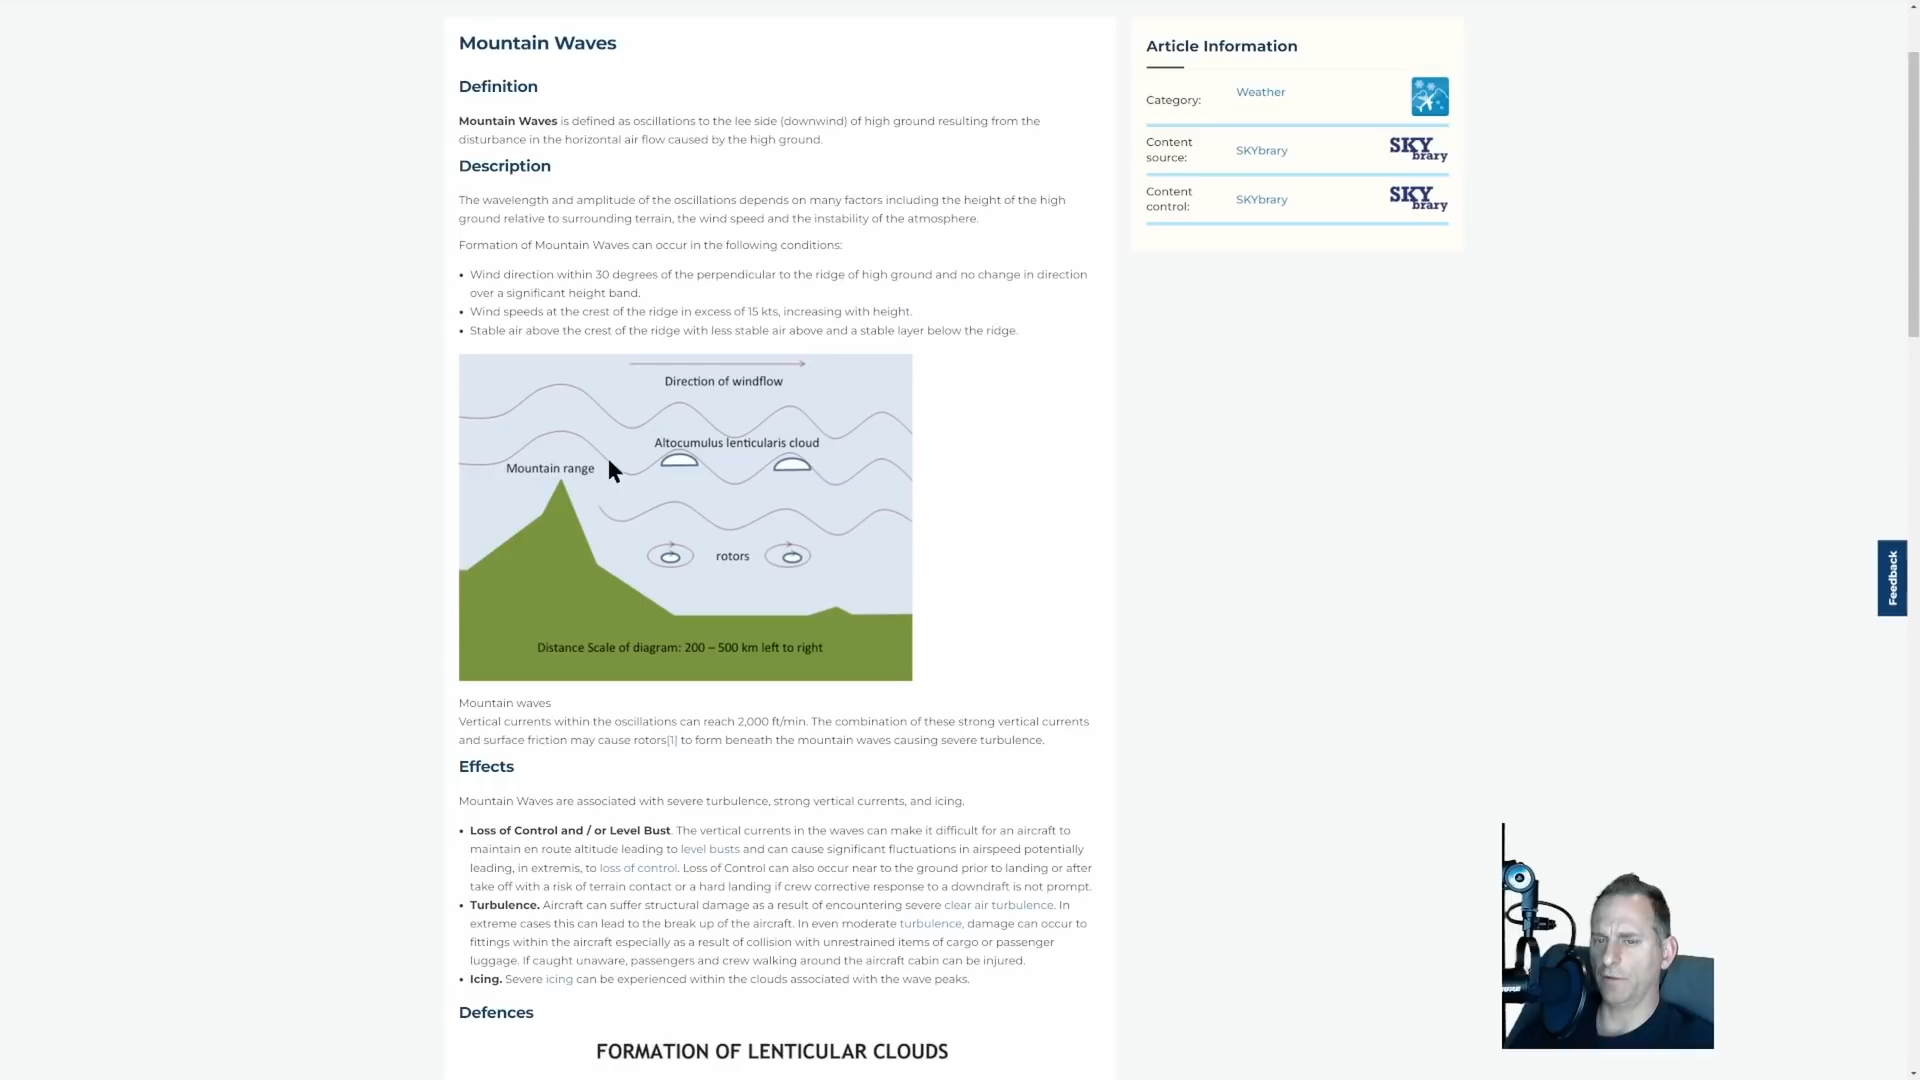 Mountain Waves
Definition
Mountain Waves is defined as oscillations to the lee side (downwind) of high ground resulting from the
disturbance in the horizontal air flow caused by the high ground.
Description
The wavelength and amplitude of the oscillations depends on many factors including the height of the high
ground relative to surrounding terrain, the wind speed and the instability of the atmosphere.
Formation of Mountain Waves can occur in the following conditions:
• Wind direction within 30 degrees of the perpendicular to the ridge of high ground and no change in direction
over a significant height band.
• Wind speeds at the crest of the ridge in excess of 15 kts, increasing with height.
• Stable air above the crest of the ridge with less stable air above and a stable layer below the ridge.
Direction of windflow
Altocumulus lenticularis cloud
Mountain range
rotors
Distance Scale of diagram: 200 – 500 km left to right
Mountain waves
Vertical currents within the oscillations can reach 2,000 ft/min. The combination of these strong vertical currents
and surface friction may cause rotors[1] to form beneath the mountain waves causing severe turbulence.
Effects
Mountain Waves are associated with severe turbulence, strong vertical currents, and icing.
• Loss of Control and / or Level Bust. The vertical currents in the waves can make it difficult for an aircraft to
maintain en route altitude leading to level busts and can cause significant fluctuations in airspeed potentially
leading, in extremis, to loss of control. Loss of Control can also occur near to the ground prior to landing or after
take off with a risk of terrain contact or a hard landing if crew corrective response to a downdraft is not prompt.
• Turbulence. Aircraft can suffer structural damage as a result of encountering severe clear air turbulence. In
extreme cases this can lead to the break up of the aircraft. In even moderate turbulence, damage can occur to
fittings within the aircraft especially as a result of collision with unrestrained items of cargo or passenger
luggage. If caught unaware, passengers and crew walking around the aircraft cabin can be injured.
• Icing. Severe icing can be experienced within the clouds associated with the wave peaks.
Defences
FORMATION OF LENTICULAR CLOUDS
Article Information
Category:
Weather
Content
source:
SKYbrary
SKYbrary
Content
control:
SKYbrary
SKYbrary
Feedback